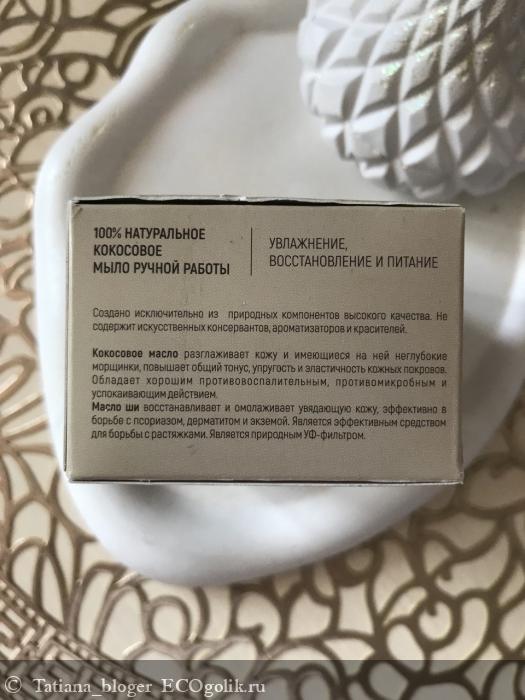 100% НАТУРАЛЬНОЕ
КОКОСОВОЕ
МЫЛО РУЧНОЙ РАБОТЫ
УВЛАЖНЕНИЕ,
ВОССТАНОВЛЕНИЕ И ПИТАНИЕ
Создано исключительно из природных компонентов высокого качества. Не
содержит искусственных консервантов, ароматизаторов и красителей.
Кокосовое масло разглаживает кожу и имеющиеся на ней неглубокие
морщинки, повышает общий тонус, упругость и эластичность кожных покровов.
Обладает хорошим противовоспалительным, противомикробным и
успокаивающим действием.
Масло ши восстанавливает и омолаживает увядающую кожу, эффективно в
борьбе с псориазом, дерматитом и экземой. Является эффективным средством
для борьбы с растяжками. Является природным УФ-фильтром.
© Tatiana_bloger ECOgolik.ru